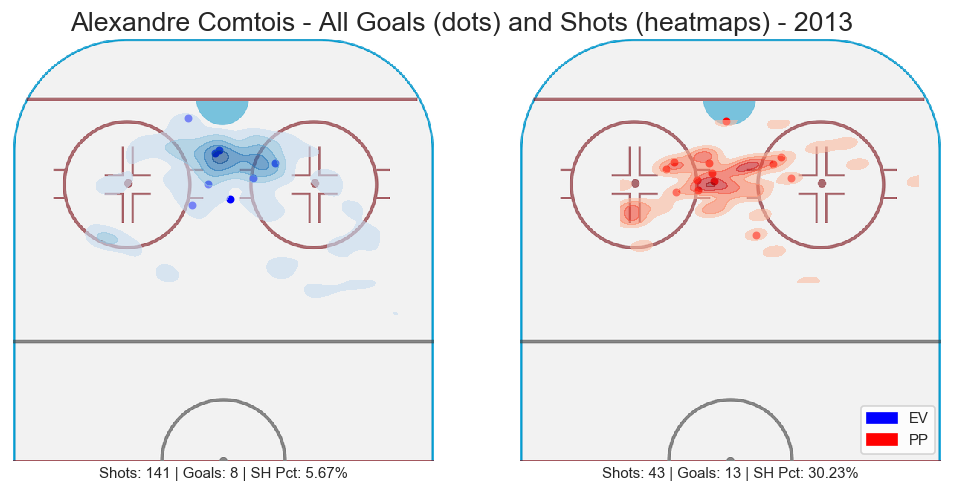 Alexandre Comtois - All Goals (dots) and Shots (heatmaps) - 2013
EV
PP
Shots: 141 | Goals: 8 | SH Pct: 5.67%
Shots: 43 | Goals: 13 | SH Pct: 30.23%